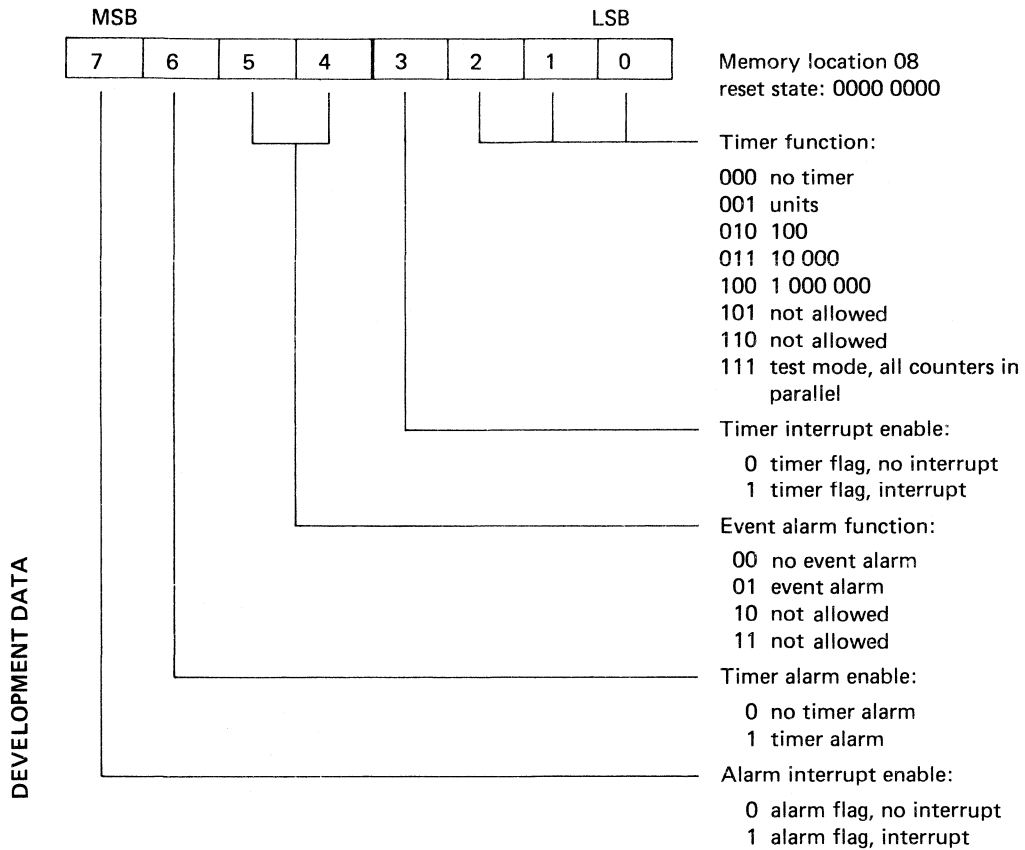 MSB LSB
7 6 5 4 3 2 1 0
Memory location 08
reset state: 0000 0000
Timer function:
000 no timer
001 units
010 100
011 10 000
100 1 000 000
101 not allowed
110 not allowed
111 test mode, all counters in
parallel
Timer interrupt enable:
0 timer flag, no interrupt
1 timer flag, interrupt
Event alarm function:
00 no event alarm
01 event alarm
10 not allowed
11 not allowed
Timer alarm enable:
0 no timer alarm
1 timer alarm
Alarm interrupt enable:
0 alarm flag, no interrupt
1 alarm flag, interrupt
DEVELOPMENT DATA